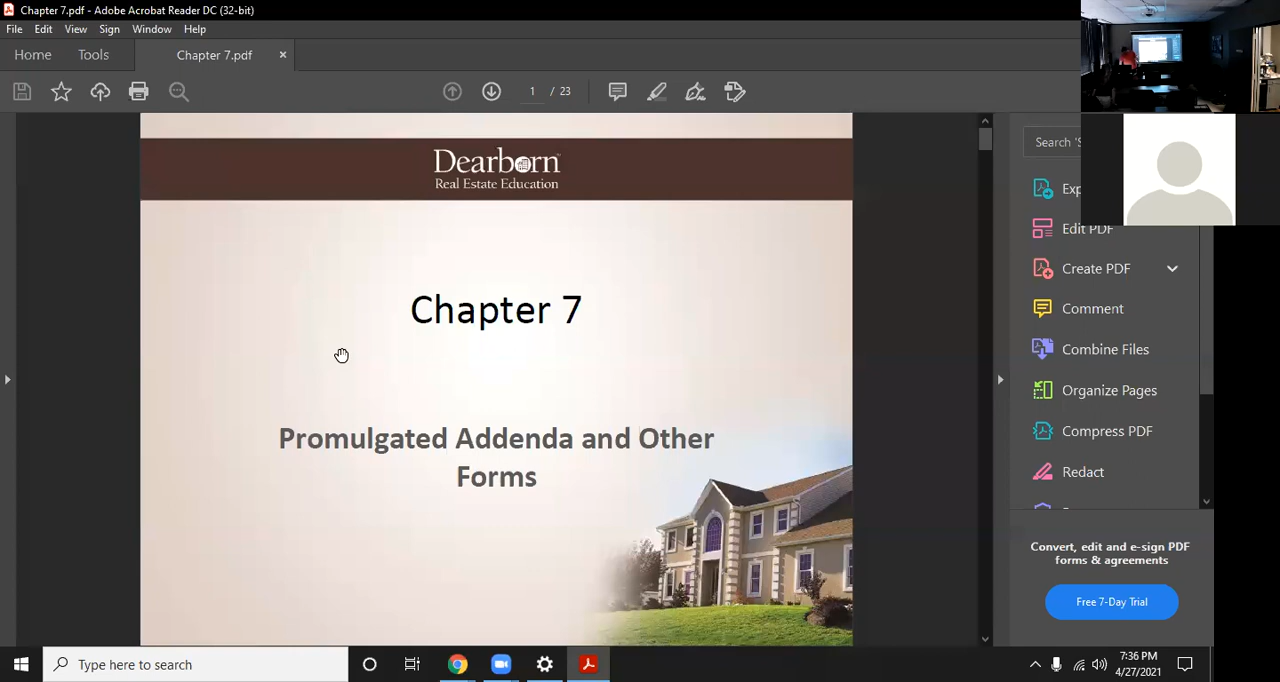 Chapter 7.pdf - Adobe Acrobat Reader DC (32-bit)
File Edit View Sign Window Help
Home Tools Chapter 7.pdf ×
1 / 23
Search 'S
Dearborn™
Real Estate Education
Exp
Edit PDF
Create PDF
Chapter 7
Comment
Combine Files
Organize Pages
Promulgated Addenda and Other
Forms
Compress PDF
Redact
Convert, edit and e-sign PDF
forms & agreements
Free 7-Day Trial
Type here to search
7:36 PM
4/27/2021